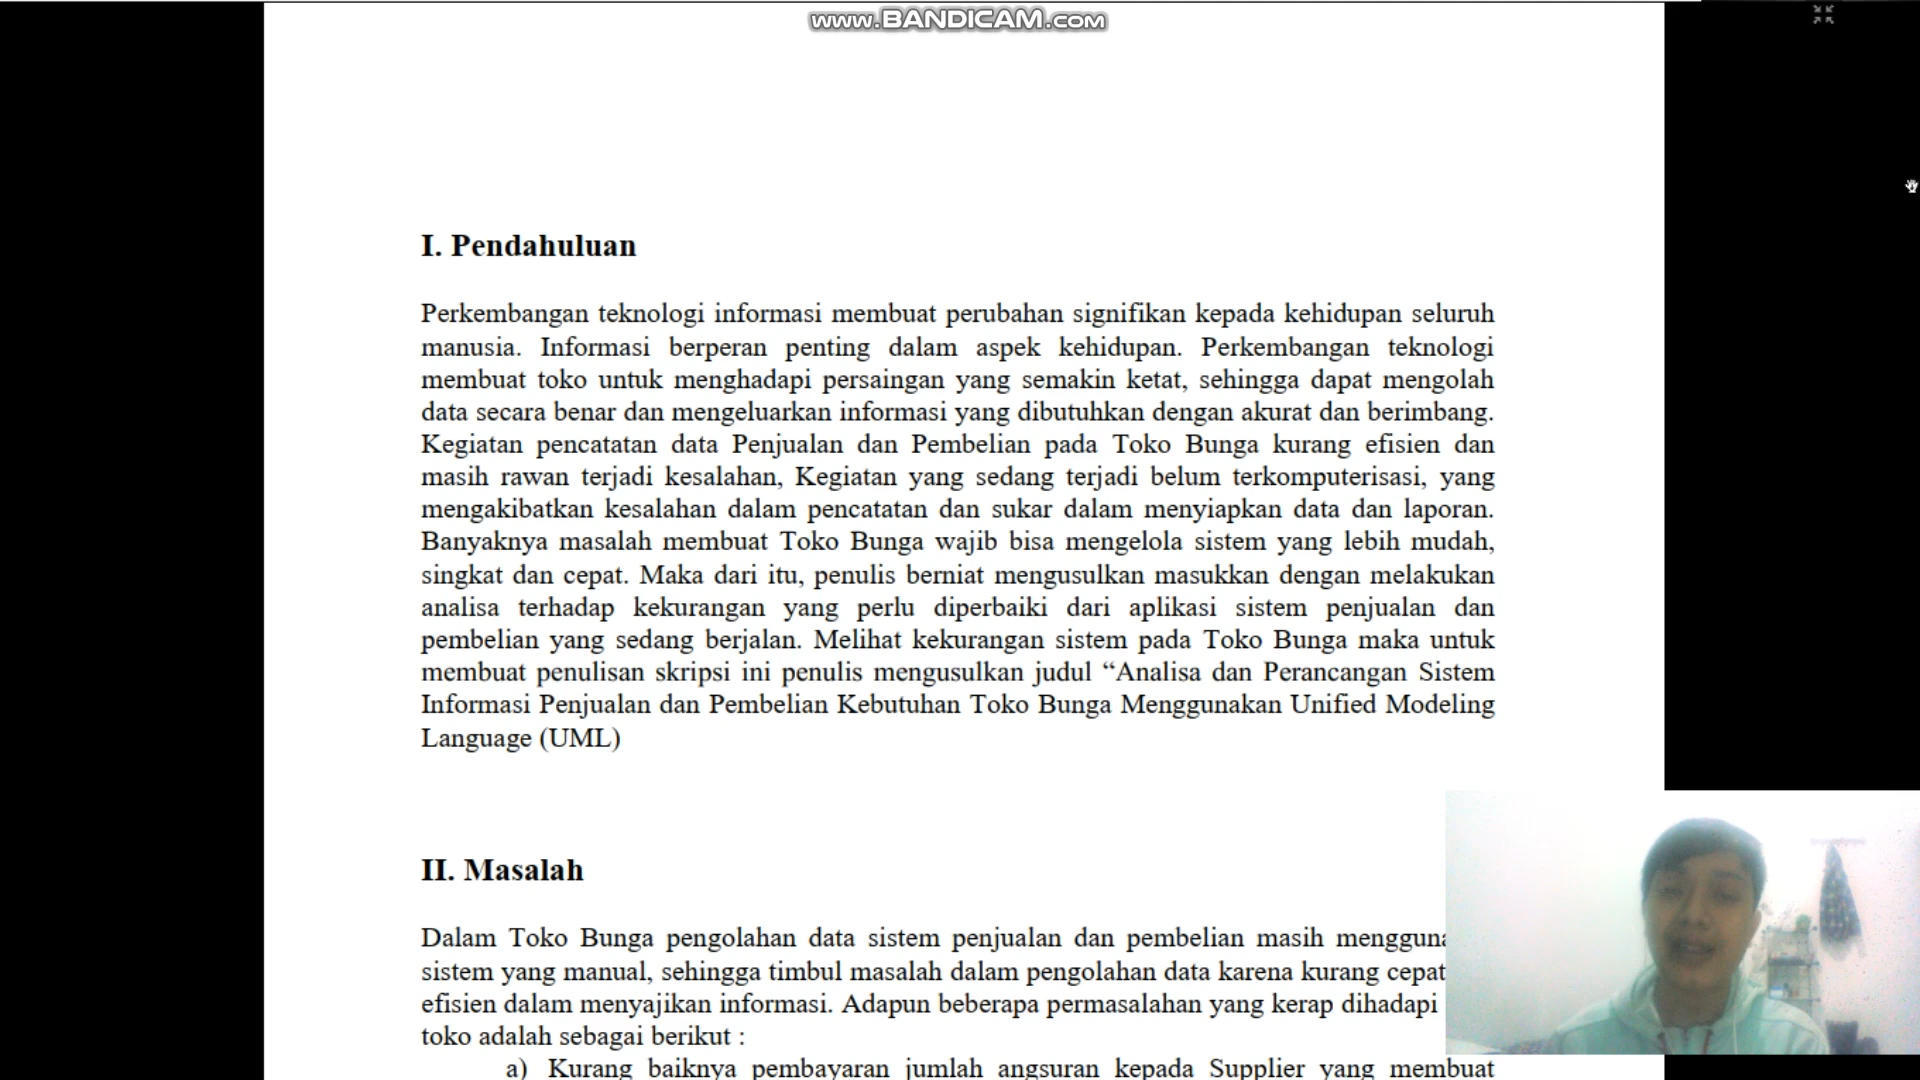 www.BANDICAM.com
I. Pendahuluan
Perkembangan teknologi informasi membuat perubahan signifikan kepada kehidupan seluruh
manusia. Informasi berperan penting dalam aspek kehidupan. Perkembangan teknologi
membuat toko untuk menghadapi persaingan yang semakin ketat, sehingga dapat mengolah
data secara benar dan mengeluarkan informasi yang dibutuhkan dengan akurat dan berimbang.
Kegiatan pencatatan data Penjualan dan Pembelian pada Toko Bunga kurang efisien dan
masih rawan terjadi kesalahan, Kegiatan yang sedang terjadi belum terkomputerisasi, yang
mengakibatkan kesalahan dalam pencatatan dan sukar dalam menyiapkan data dan laporan.
Banyaknya masalah membuat Toko Bunga wajib bisa mengelola sistem yang lebih mudah,
singkat dan cepat. Maka dari itu, penulis berniat mengusulkan masukkan dengan melakukan
analisa terhadap kekurangan yang perlu diperbaiki dari aplikasi sistem penjualan dan
pembelian yang sedang berjalan. Melihat kekurangan sistem pada Toko Bunga maka untuk
membuat penulisan skripsi ini penulis mengusulkan judul “Analisa dan Perancangan Sistem
Informasi Penjualan dan Pembelian Kebutuhan Toko Bunga Menggunakan Unified Modeling
Language (UML)
II. Masalah
Dalam Toko Bunga pengolahan data sistem penjualan dan pembelian masih
sistem yang manual, sehingga timbul masalah dalam pengolahan data karena kurang cepat
efisien dalam menyajikan informasi. Adapun beberapa permasalahan yang kerap dihadapi
toko adalah sebagai berikut :
a) Kurang baiknya pembayaran jumlah angsuran kepada Supplier yang membuat